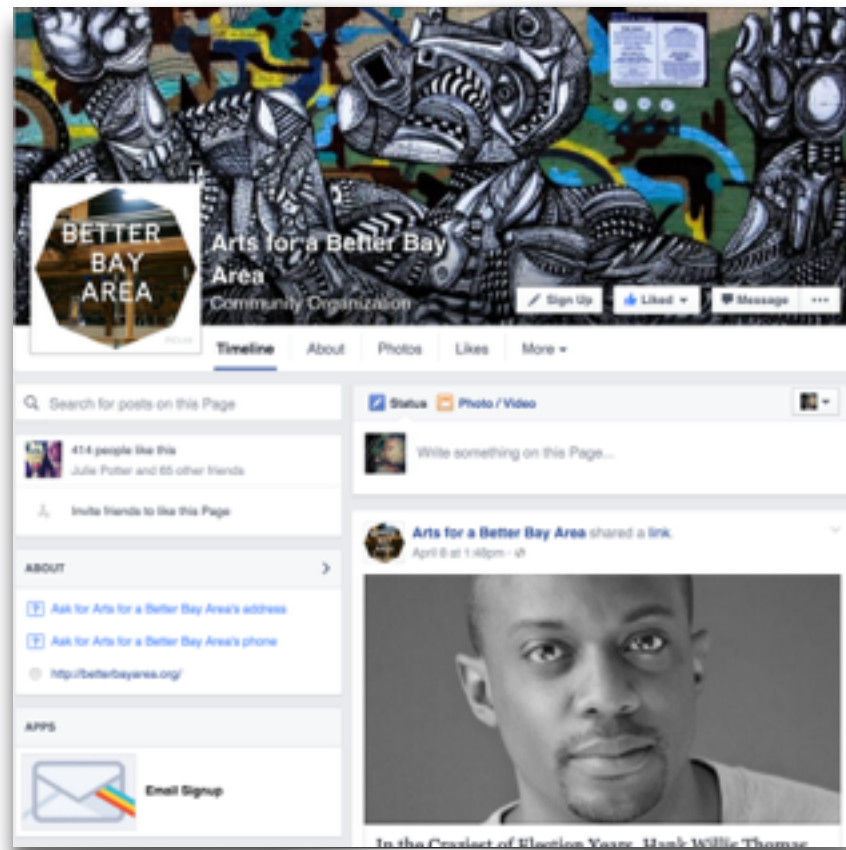 BETTER
BAY
AREA
Arts for a Better Bay
Area
Community Organization
Sign Up
Liked
Message
Timeline
About
Photos
Likes
More
Search for posts on this Page
414 people like this
Julie Potter and 65 other friends
Invite friends to like this Page
ABOUT
Ask for Arts for a Better Bay Area's address
Ask for Arts for a Better Bay Area's phone
http://betterbayarea.org/
APPS
Email Signup
Status
Photo / Video
Write something on this Page...
Arts for a Better Bay Area shared a link.
April 6 at 1:48pm ·
In the Craziest of Election Years, Hank Willis Thomas